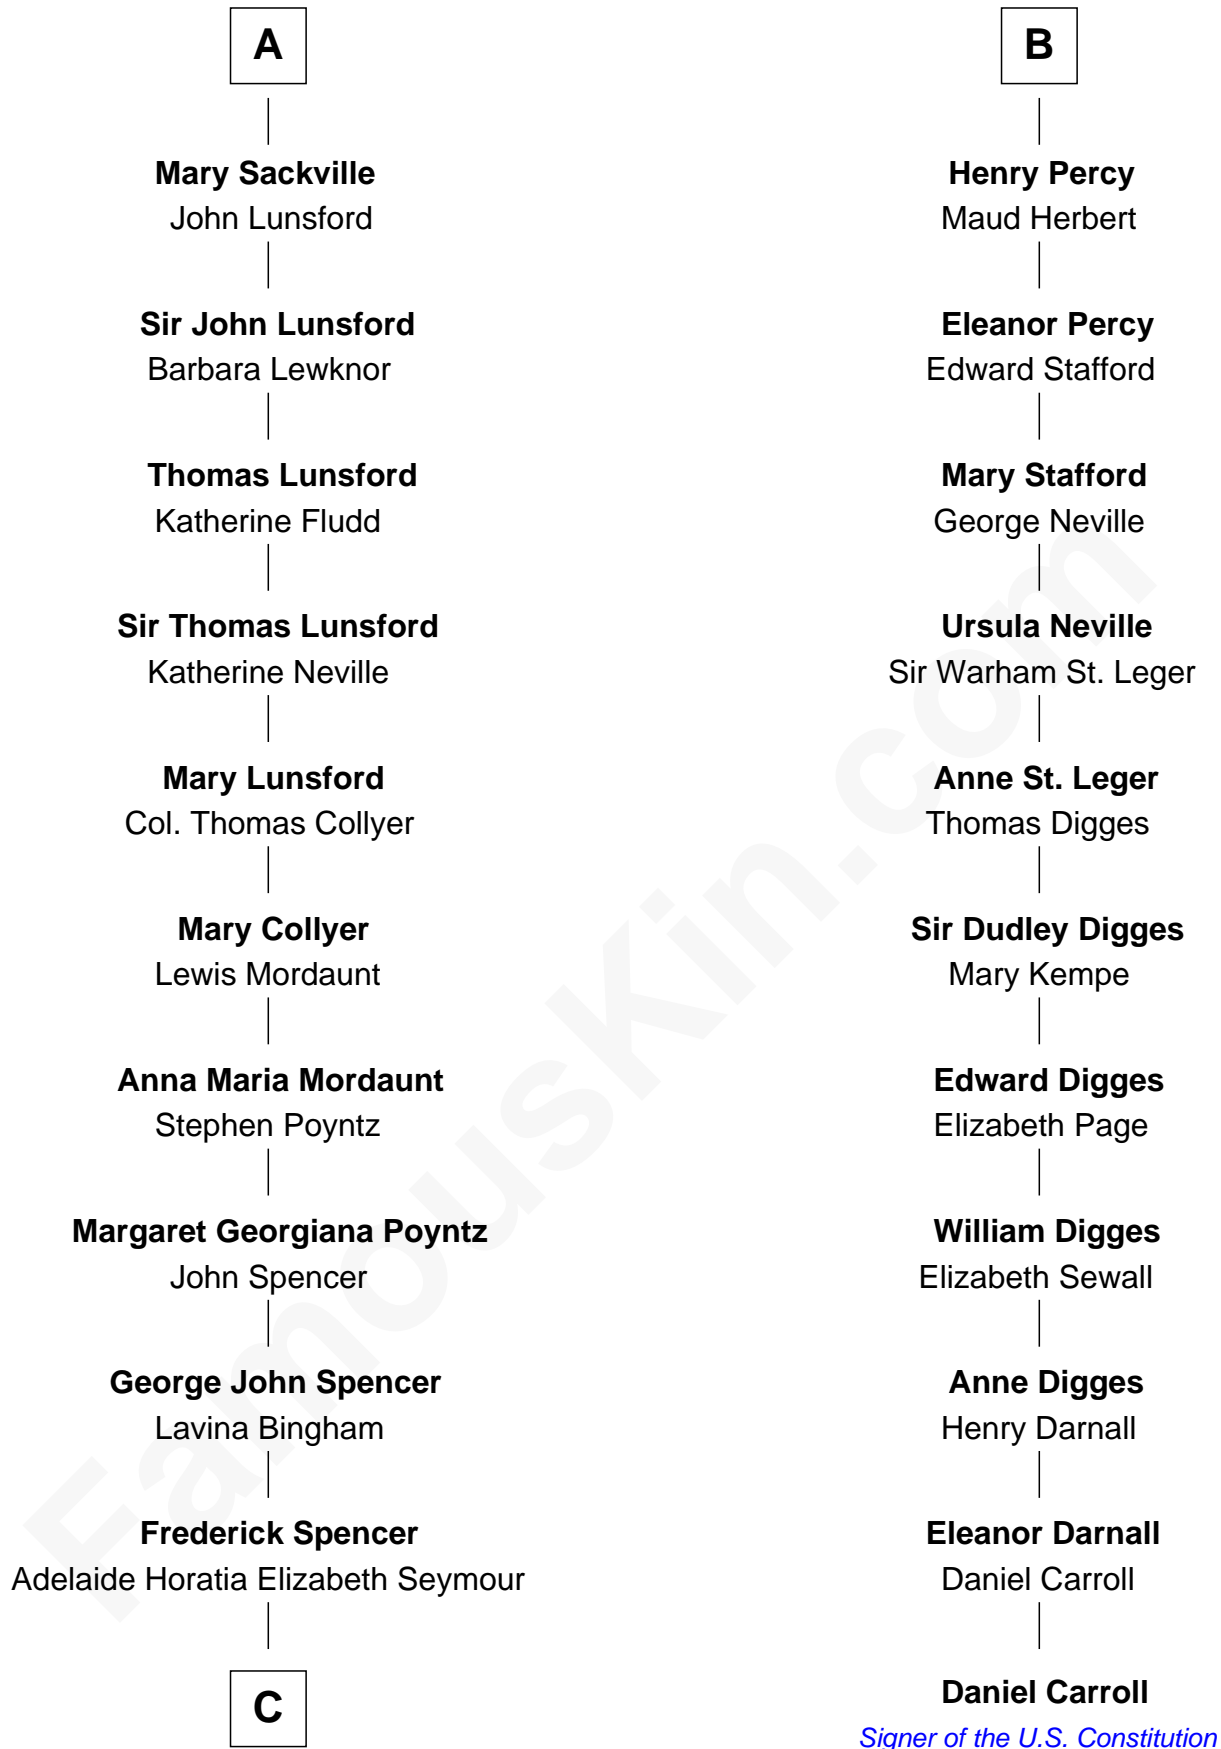 A
Mary Sackville
John Lunsford
Sir John Lunsford
Barbara Lewknor
Thomas Lunsford
Katherine Fludd
Sir Thomas Lunsford
Katherine Neville
Mary Lunsford
Col. Thomas Collyer
Mary Collyer
Lewis Mordaunt
Anna Maria Mordaunt
Stephen Poyntz
Margaret Georgiana Poyntz
John Spencer
George John Spencer
Lavina Bingham
Frederick Spencer
Adelaide Horatia Elizabeth Seymour
C
B
Henry Percy
Maud Herbert
Eleanor Percy
Edward Stafford
Mary Stafford
George Neville
Ursula Neville
Sir Warham St. Leger
Anne St. Leger
Thomas Digges
Sir Dudley Digges
Mary Kempe
Edward Digges
Elizabeth Page
William Digges
Elizabeth Sewall
Anne Digges
Henry Darnall
Eleanor Darnall
Daniel Carroll
Daniel Carroll
Signer of the U.S. Constitution
FamousKin.com